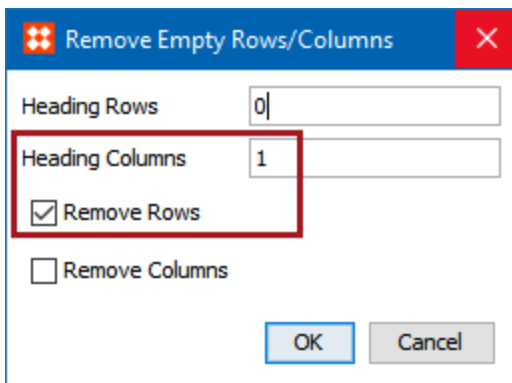 Remove Empty Rows/Columns
Heading Rows 0
Heading Columns 1
Remove Rows
Remove Columns
OK Cancel